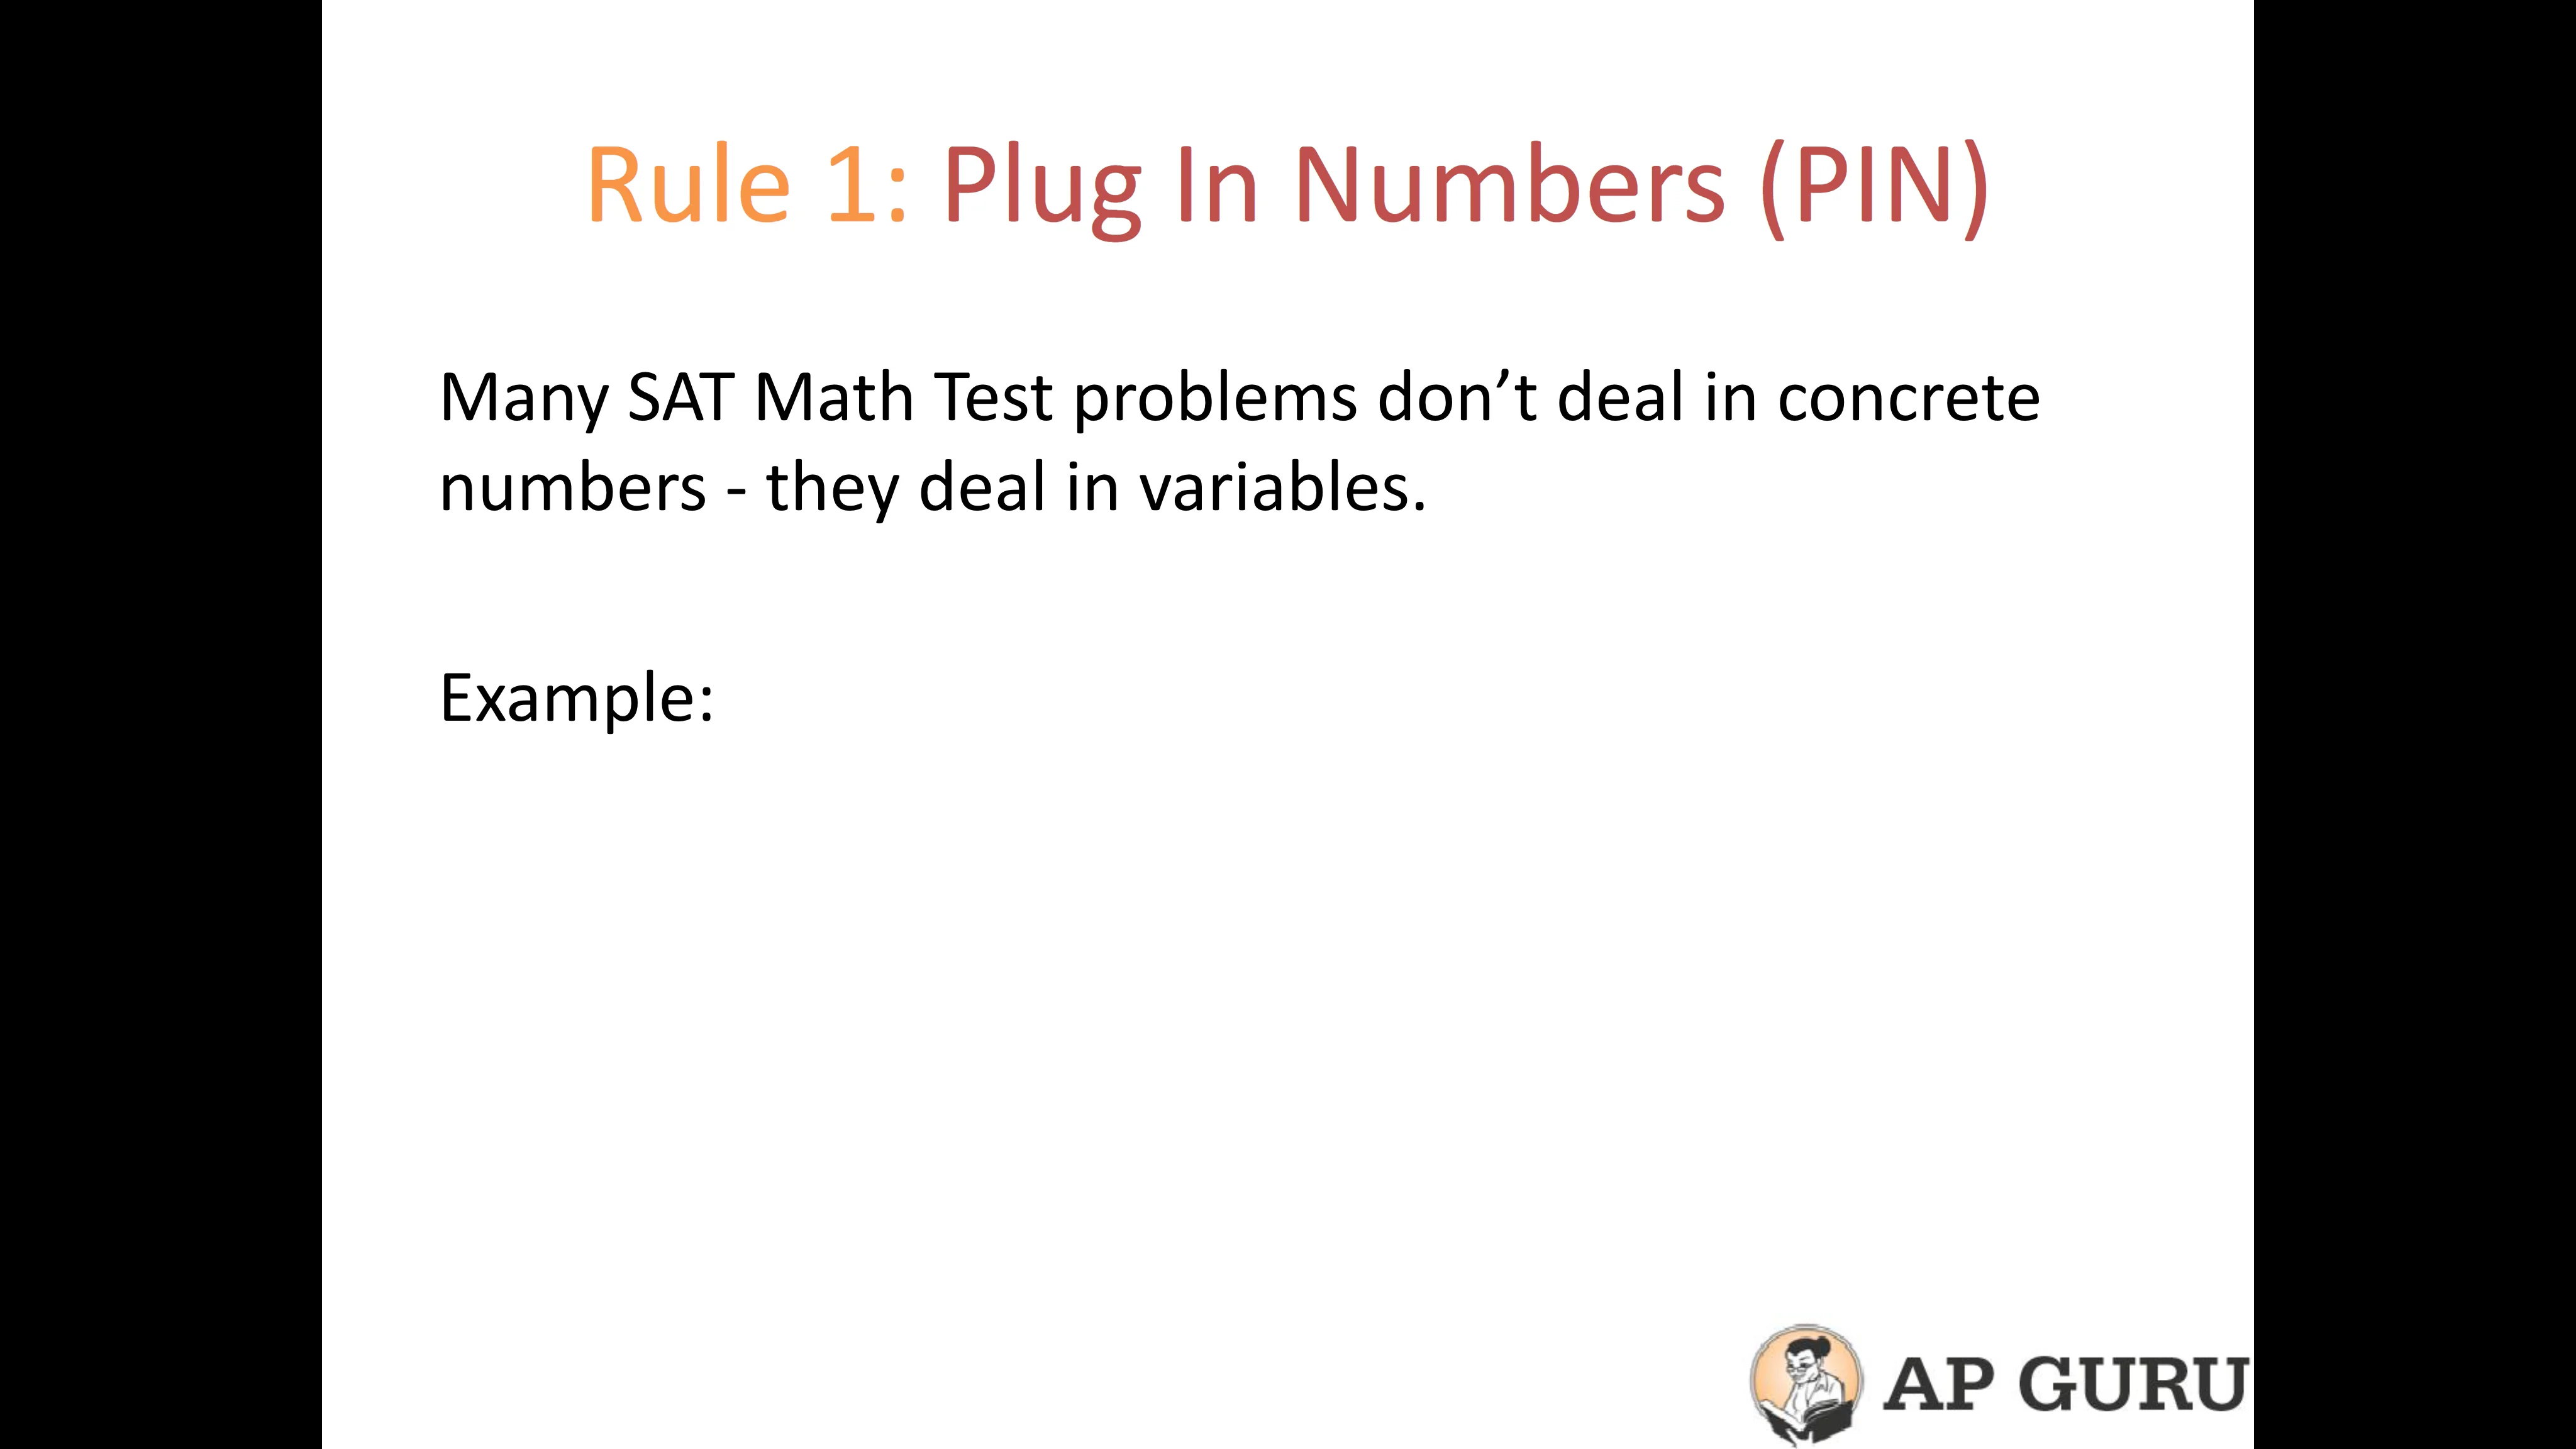 Rule 1: Plug In Numbers (PIN)
Many SAT Math Test problems don’t deal in concrete
numbers - they deal in variables.
Example:
AP GURU